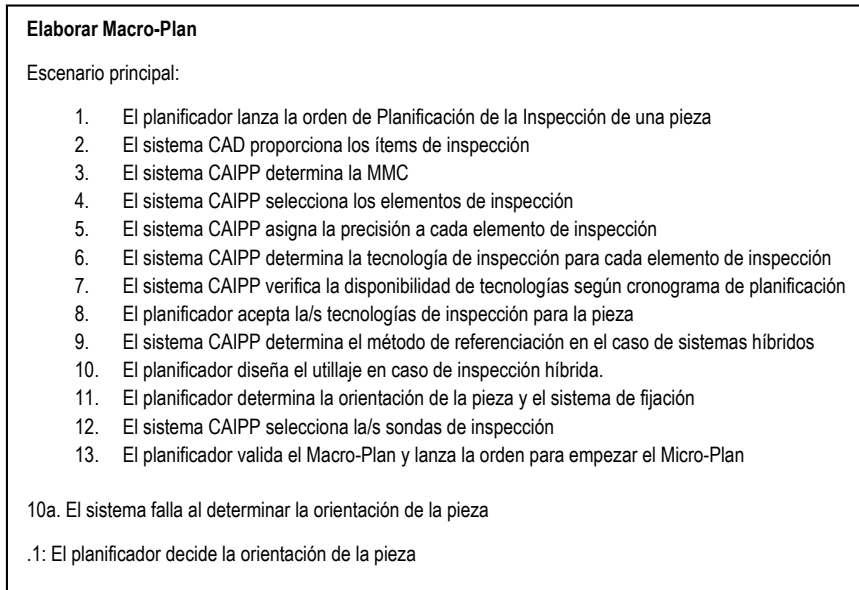 Elaborar Macro-Plan
Escenario principal:
1. El planificador lanza la orden de Planificación de la Inspección de una pieza
2. El sistema CAD proporciona los ítems de inspección
3. El sistema CAIPP determina la MMC
4. El sistema CAIPP selecciona los elementos de inspección
5. El sistema CAIPP asigna la precisión a cada elemento de inspección
6. El sistema CAIPP determina la tecnología de inspección para cada elemento de inspección
7. El sistema CAIPP verifica la disponibilidad de tecnologías según cronograma de planificación
8. El planificador acepta la/s tecnologías de inspección para la pieza
9. El sistema CAIPP determina el método de referenciación en el caso de sistemas híbridos
10. El planificador diseña el utillaje en caso de inspección híbrida.
11. El planificador determina la orientación de la pieza y el sistema de fijación
12. El sistema CAIPP selecciona la/s sondas de inspección
13. El planificador valida el Macro-Plan y lanza la orden para empezar el Micro-Plan
10a. El sistema falla al determinar la orientación de la pieza
.1: El planificador decide la orientación de la pieza